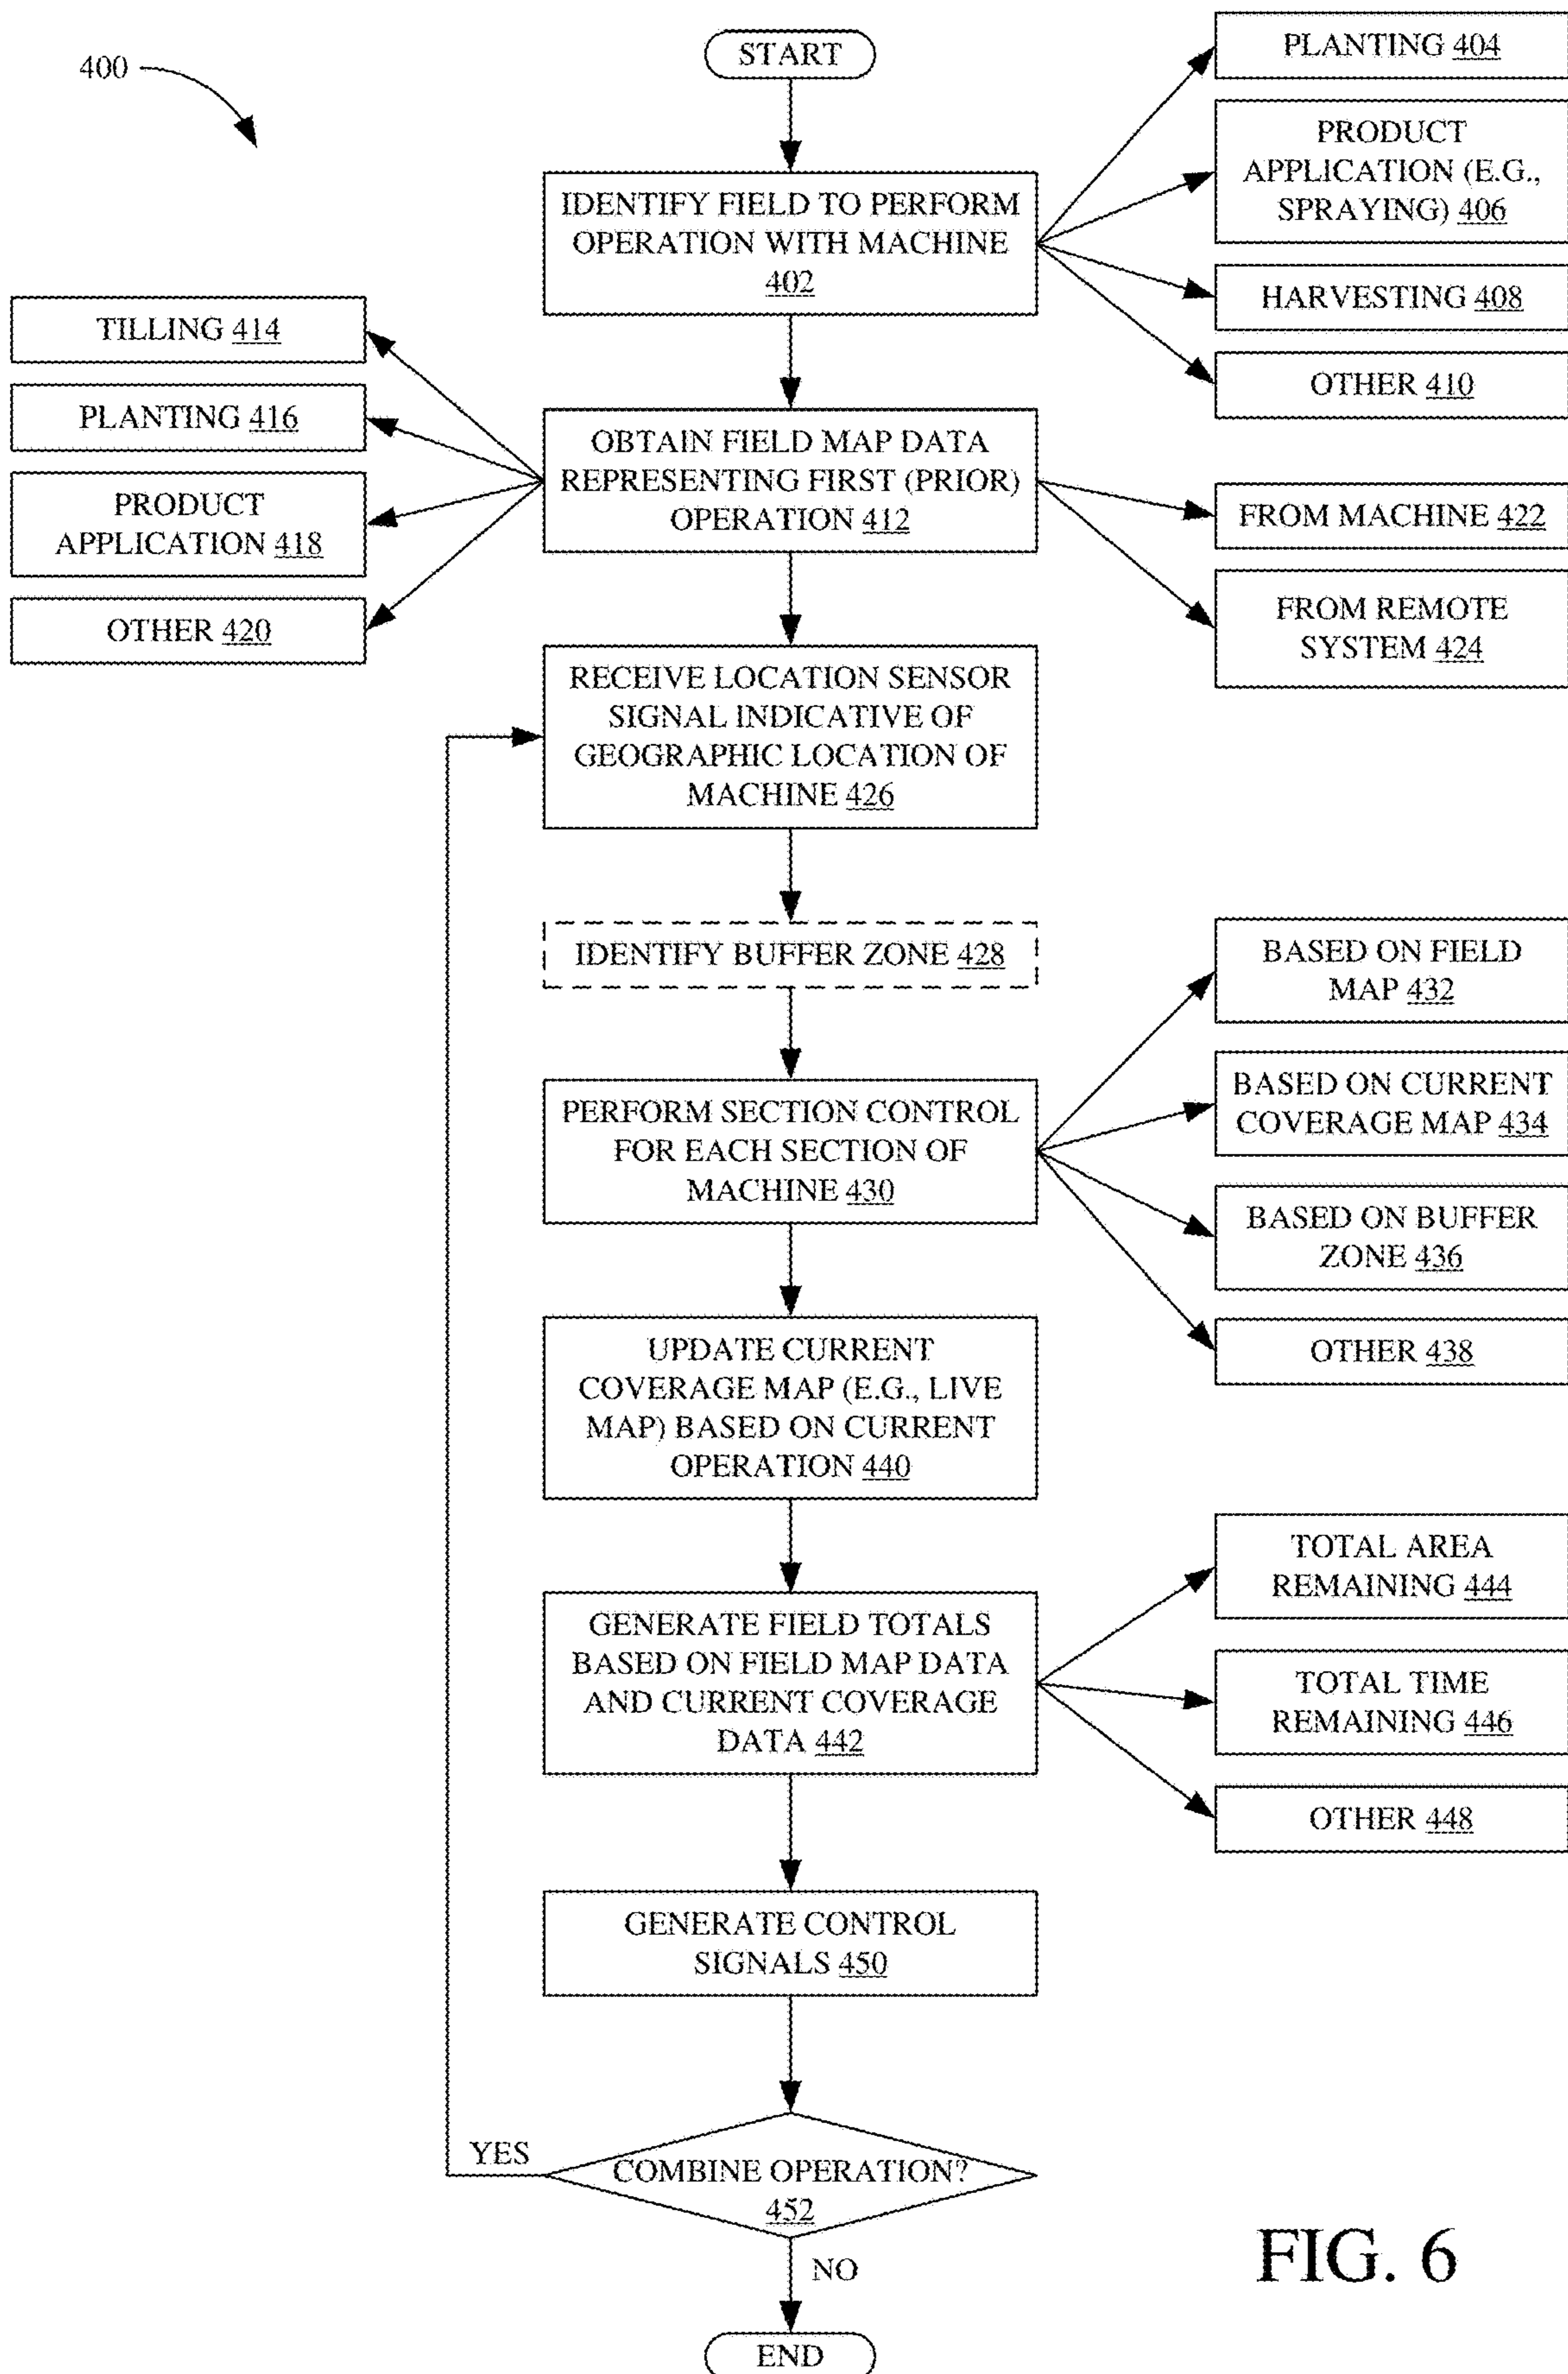 400
START
IDENTIFY FIELD TO PERFORM
OPERATION WITH MACHINE
402
PLANTING 404
PRODUCT
APPLICATION (E.G.,
SPRAYING) 406
HARVESTING 408
OTHER 410
OBTAIN FIELD MAP DATA
REPRESENTING FIRST (PRIOR)
OPERATION 412
TILLING 414
PLANTING 416
PRODUCT
APPLICATION 418
OTHER 420
FROM MACHINE 422
FROM REMOTE
SYSTEM 424
RECEIVE LOCATION SENSOR
SIGNAL INDICATIVE OF
GEOGRAPHIC LOCATION OF
MACHINE 426
IDENTIFY BUFFER ZONE 428
PERFORM SECTION CONTROL
FOR EACH SECTION OF
MACHINE 430
BASED ON FIELD
MAP 432
BASED ON CURRENT
COVERAGE MAP 434
BASED ON BUFFER
ZONE 436
OTHER 438
UPDATE CURRENT
COVERAGE MAP (E.G., LIVE
MAP) BASED ON CURRENT
OPERATION 440
GENERATE FIELD TOTALS
BASED ON FIELD MAP DATA
AND CURRENT COVERAGE
DATA 442
TOTAL AREA
REMAINING 444
TOTAL TIME
REMAINING 446
OTHER 448
GENERATE CONTROL
SIGNALS 450
YES
COMBINE OPERATION?
452
NO
END
FIG. 6